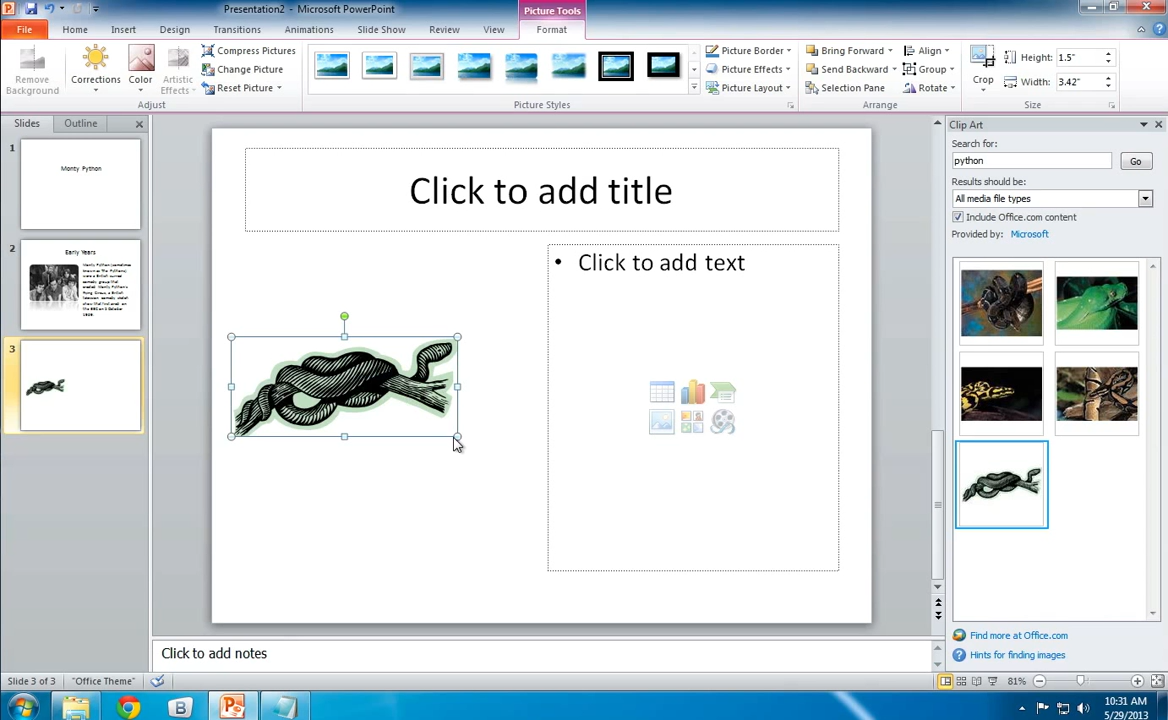 Presentation2 - Microsoft PowerPoint
Picture Tools
File
Home
Insert
Design
Transitions
Animations
Slide Show
Review
View
Format
Remove Background
Corrections
Color
Artistic Effects
Compress Pictures
Change Picture
Reset Picture
Adjust
Picture Styles
Picture Border
Picture Effects
Picture Layout
Bring Forward
Send Backward
Selection Pane
Align
Group
Rotate
Arrange
Crop
Height: 1.5"
Width: 3.42"
Size
Slides
Outline
1
Monty Python
2
Early Years
3
Click to add title
• Click to add text
Click to add notes
Clip Art
Search for:
python
Go
Results should be:
All media file types
Include Office.com content
Provided by: Microsoft
Find more at Office.com
Hints for finding images
Slide 3 of 3
"Office Theme"
81%
10:31 AM
5/29/2013